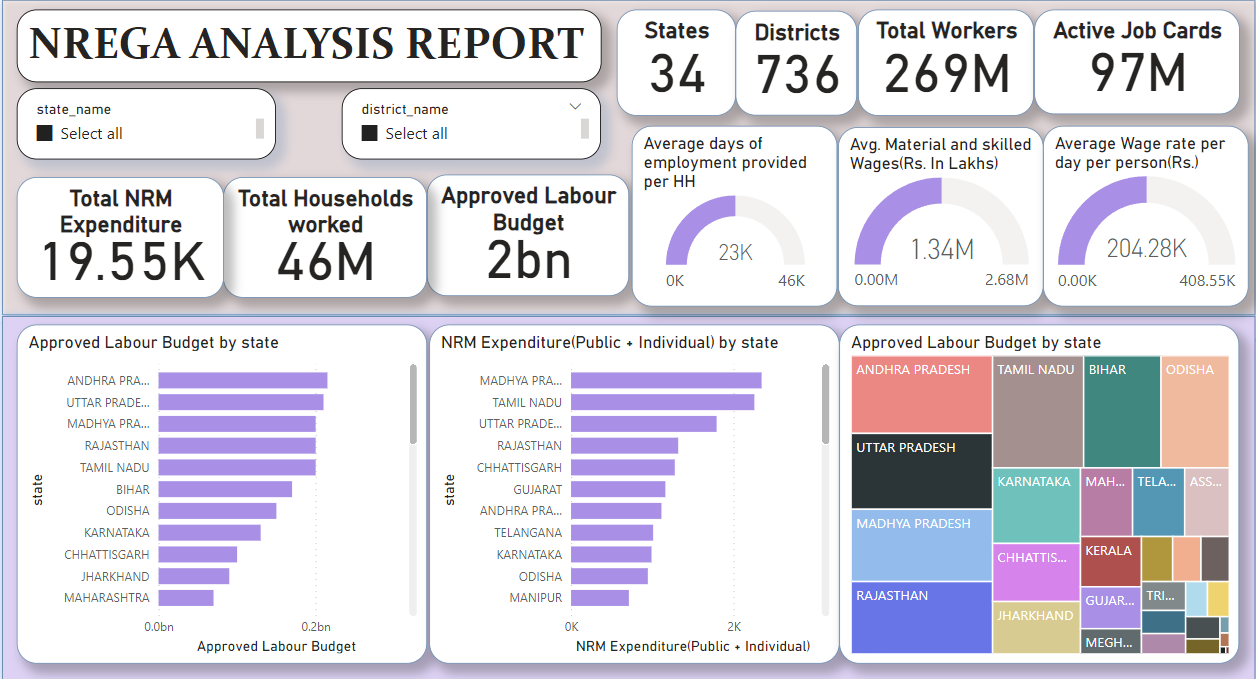 NREGA ANALYSIS REPORT
state_name
Select all
district_name
Select all
States
34
Districts
736
Total Workers
269M
Active Job Cards
97M
Total NRM
Expenditure
19.55K
Total Households
worked
46M
Approved Labour
Budget
2bn
Average days of
employment provided
per HH
23K
0K
46K
Avg. Material and skilled
Wages(Rs. In Lakhs)
1.34M
0.00M
2.68M
Average Wage rate per
day per person(Rs.)
204.28K
0.00K
408.55K
Approved Labour Budget by state
state
ANDHRA PRA...
UTTAR PRADE...
MADHYA PRA...
RAJASTHAN
TAMIL NADU
BIHAR
ODISHA
KARNATAKA
CHHATTISGARH
JHARKHAND
MAHARASHTRA
0.0bn
0.2bn
Approved Labour Budget
NRM Expenditure(Public + Individual) by state
state
MADHYA PRA...
TAMIL NADU
UTTAR PRADE...
RAJASTHAN
CHHATTISGARH
GUJARAT
ANDHRA PRA...
TELANGANA
KARNATAKA
ODISHA
MANIPUR
0K
2K
NRM Expenditure(Public + Individual)
Approved Labour Budget by state
ANDHRA PRADESH
UTTAR PRADESH
MADHYA PRADESH
RAJASTHAN
TAMIL NADU
BIHAR
ODISHA
KARNATAKA
CHHATTIS...
JHARKHAND
MAH...
TELA...
ASS...
KERALA
GUJAR...
MEGH...
TRI...